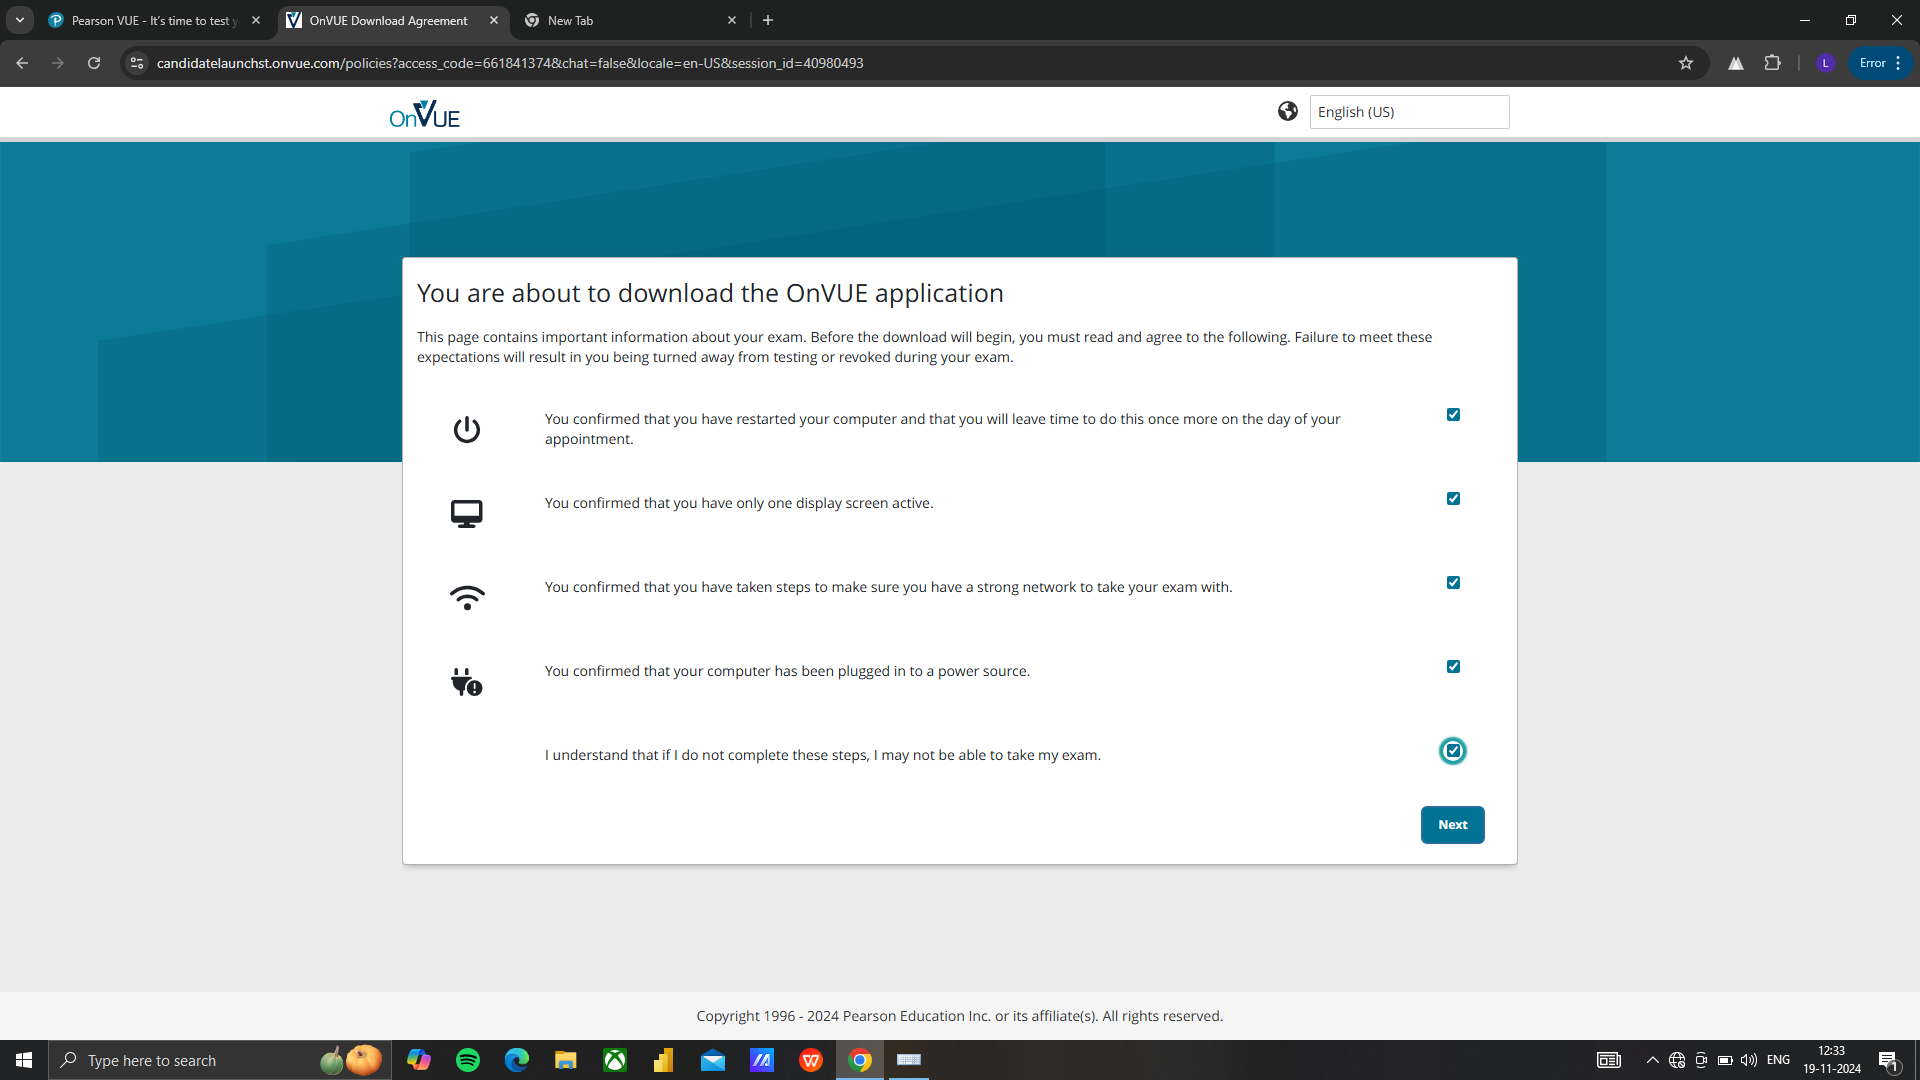 Pearson VUE - It's time to test y
OnVUE Download Agreement
New Tab
candidatelaunchst.onvue.com/policies?access_code=661841374&chat=false&locale=en-US&session_id=40980493
L
Error
OnVUE
English (US)
You are about to download the OnVUE application
This page contains important information about your exam. Before the download will begin, you must read and agree to the following. Failure to meet these
expectations will result in you being turned away from testing or revoked during your exam.
You confirmed that you have restarted your computer and that you will leave time to do this once more on the day of your
appointment.
You confirmed that you have only one display screen active.
You confirmed that you have taken steps to make sure you have a strong network to take your exam with.
You confirmed that your computer has been plugged in to a power source.
I understand that if I do not complete these steps, I may not be able to take my exam.
Next
Copyright 1996 - 2024 Pearson Education Inc. or its affiliate(s). All rights reserved.
Type here to search
ENG
12:33
19-11-2024
1